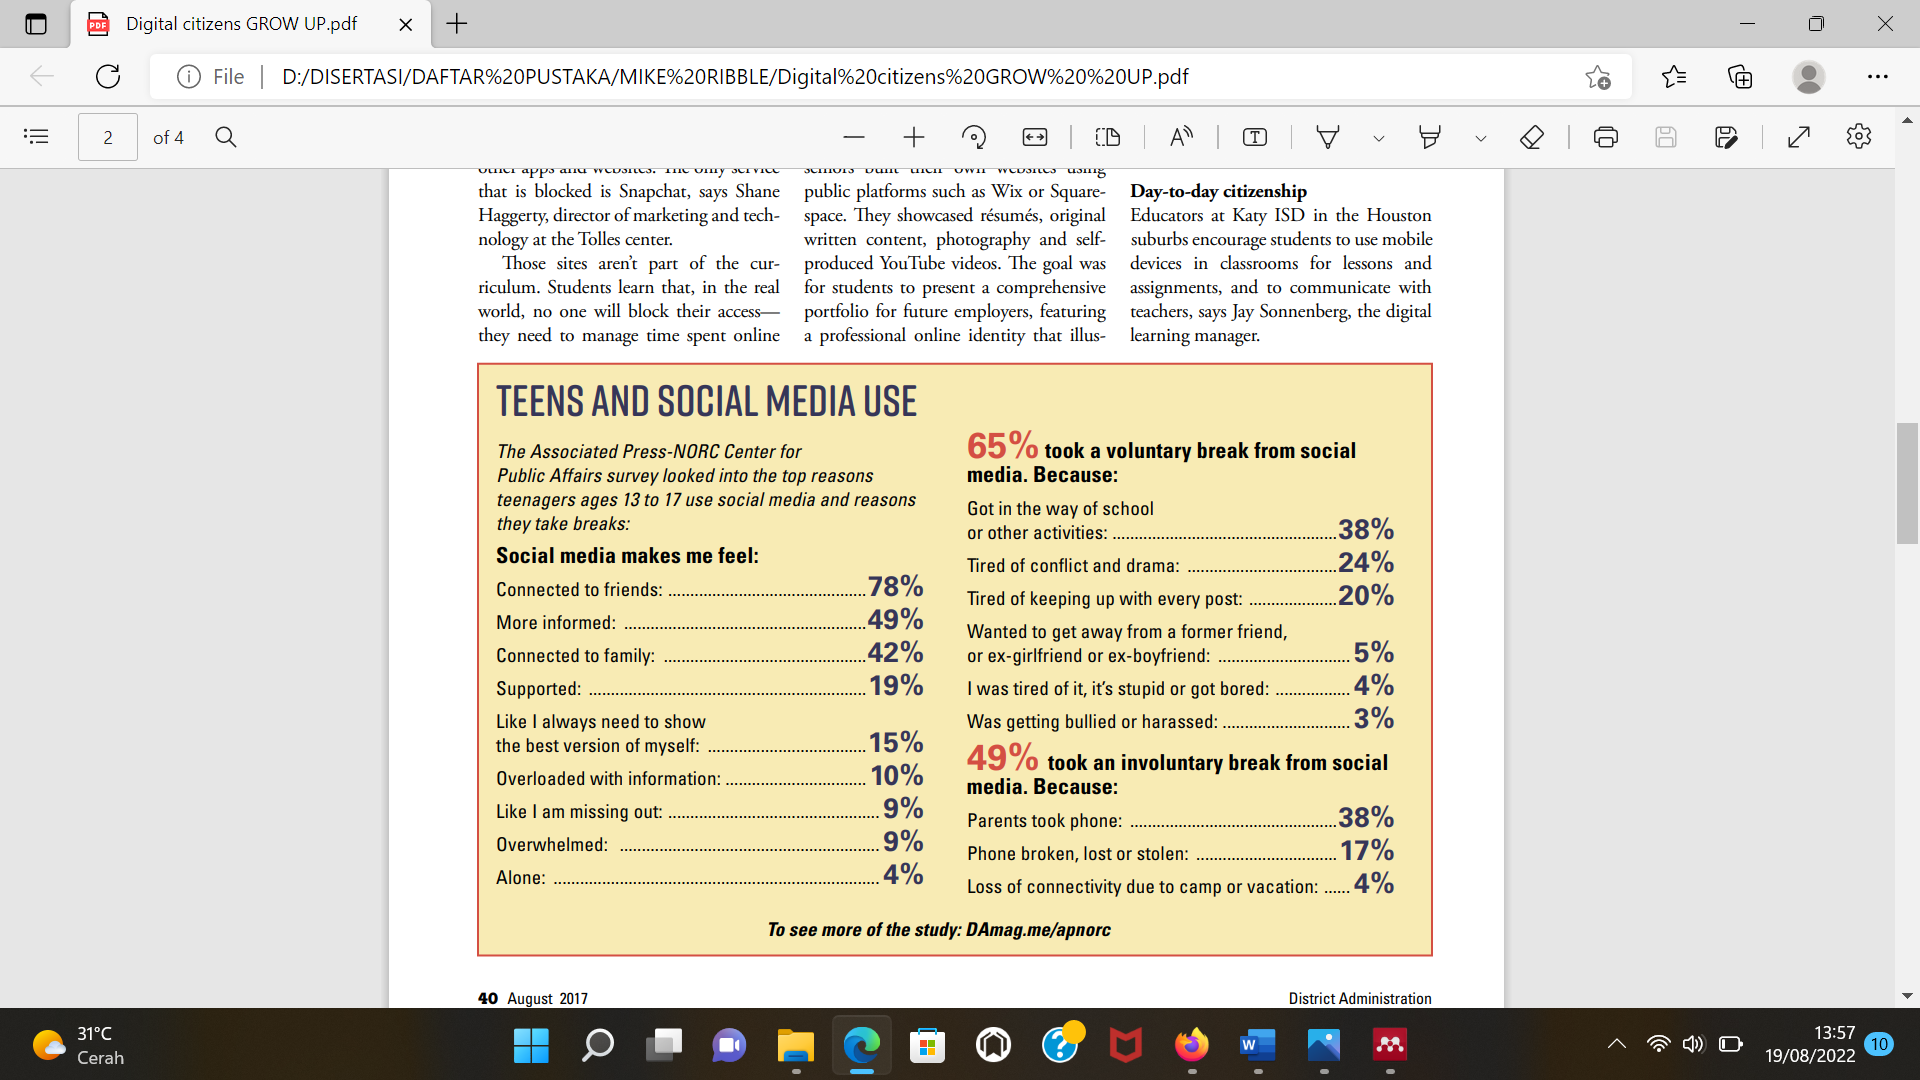 Digital citizens GROW UP.pdf
File
D:/DISERTASI/DAFTAR%20PUSTAKA/MIKE%20RIBBLE/Digital%20citizens%20GROW%20%20UP.pdf
2 of 4
that is blocked is Snapchat, says Shane
Haggerty, director of marketing and tech-
nology at the Tolles center.
Those sites aren't part of the cur-
riculum. Students learn that, in the real
world, no one will block their access—
they need to manage time spent online
seniors built their own websites using
public platforms such as Wix or Square-
space. They showcased résumés, original
written content, photography and self-
produced YouTube videos. The goal was
for students to present a comprehensive
portfolio for future employers, featuring
a professional online identity that illus-
Day-to-day citizenship
Educators at Katy ISD in the Houston
suburbs encourage students to use mobile
devices in classrooms for lessons and
assignments, and to communicate with
teachers, says Jay Sonnenberg, the digital
learning manager.
TEENS AND SOCIAL MEDIA USE
The Associated Press-NORC Center for
Public Affairs survey looked into the top reasons
teenagers ages 13 to 17 use social media and reasons
they take breaks:
Social media makes me feel:
Connected to friends: 78%
More informed: 49%
Connected to family: 42%
Supported: 19%
Like I always need to show
the best version of myself: 15%
Overloaded with information: 10%
Like I am missing out: 9%
Overwhelmed: 9%
Alone: 4%
65% took a voluntary break from social
media. Because:
Got in the way of school
or other activities: 38%
Tired of conflict and drama: 24%
Tired of keeping up with every post: 20%
Wanted to get away from a former friend,
or ex-girlfriend or ex-boyfriend: 5%
I was tired of it, it's stupid or got bored: 4%
Was getting bullied or harassed: 3%
49% took an involuntary break from social
media. Because:
Parents took phone: 38%
Phone broken, lost or stolen: 17%
Loss of connectivity due to camp or vacation: 4%
To see more of the study: DAmag.me/apnorc
40 August 2017
District Administration
31°C
Cerah
13:57
19/08/2022
10